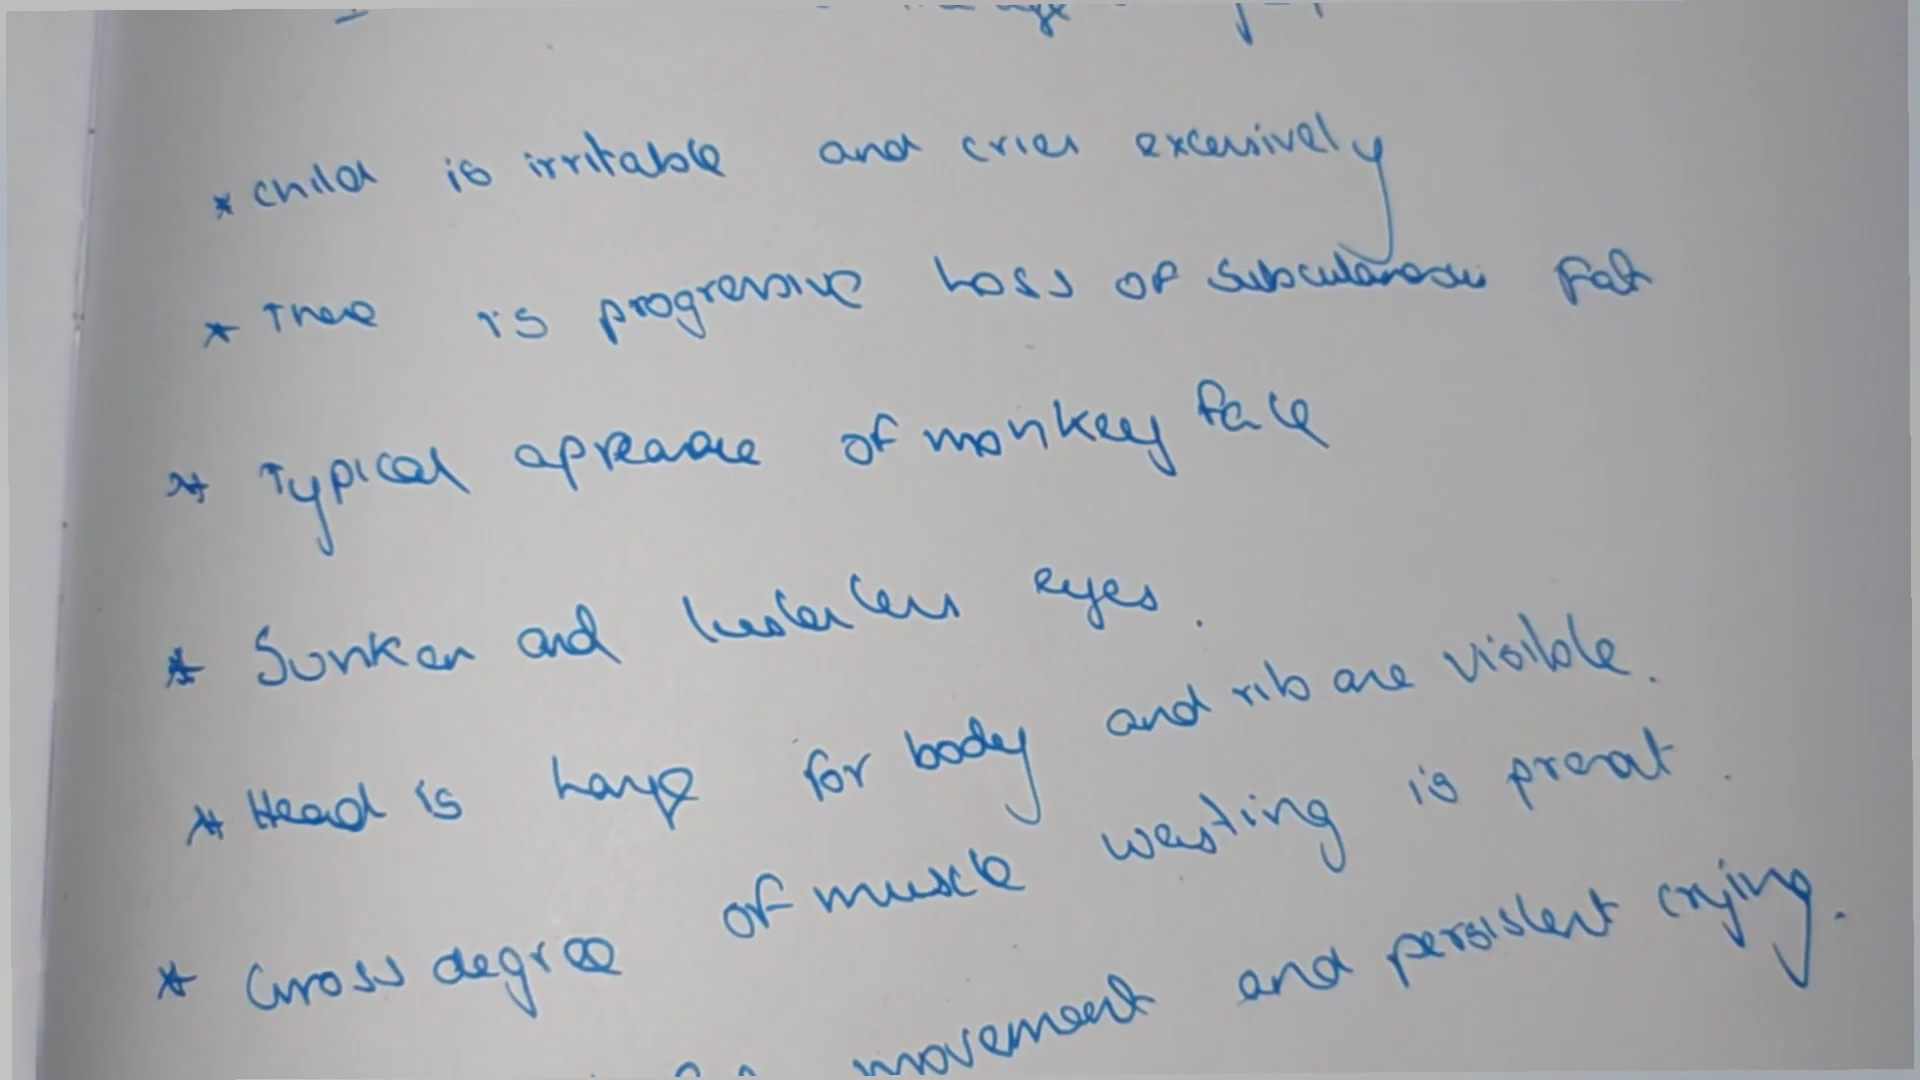 * Child is irritable and cries excessively
* There is progressive Loss of subcutaneous Fat
* Typical apreaace of monkey face
* Sunken and lusterless eyes.
* Head is large for body and rib are visible.
* Gross degree of muscle wasting is present.
movement and persistent crying.